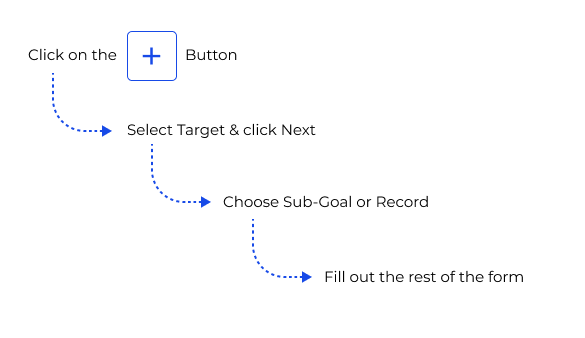 Click on the + Button
Select Target & click Next
Choose Sub-Goal or Record
Fill out the rest of the form